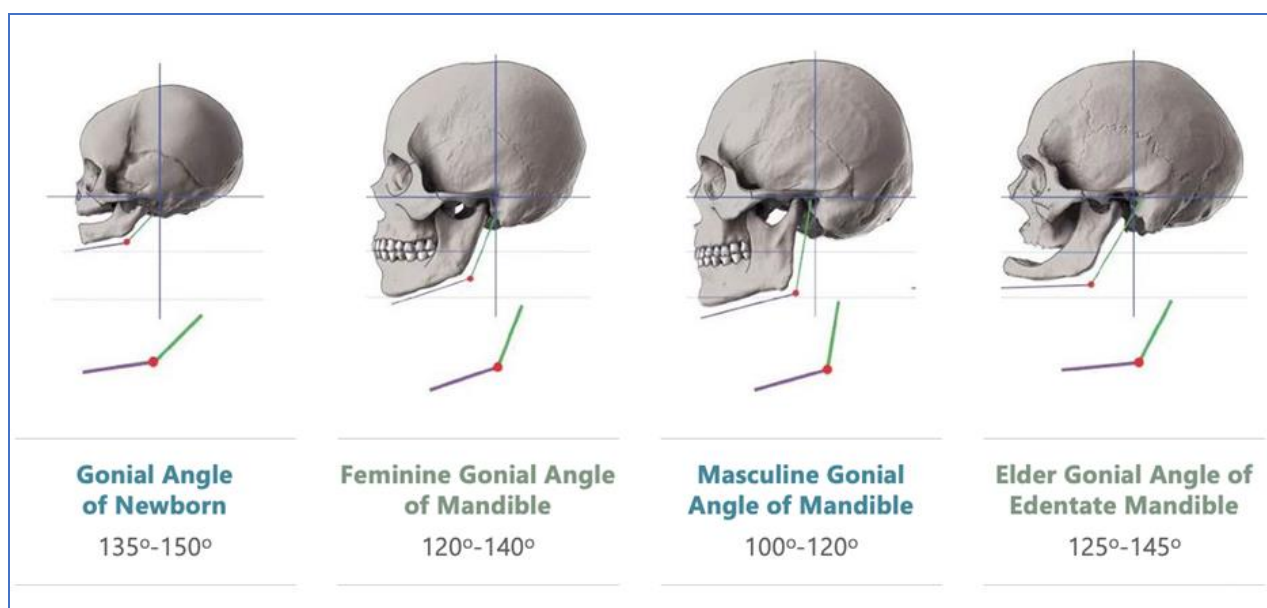 Gonial Angle
of Newborn
135º-150º
Feminine Gonial Angle
of Mandible
120º-140º
Masculine Gonial
Angle of Mandible
100º-120º
Elder Gonial Angle of
Edentate Mandible
125º-145º